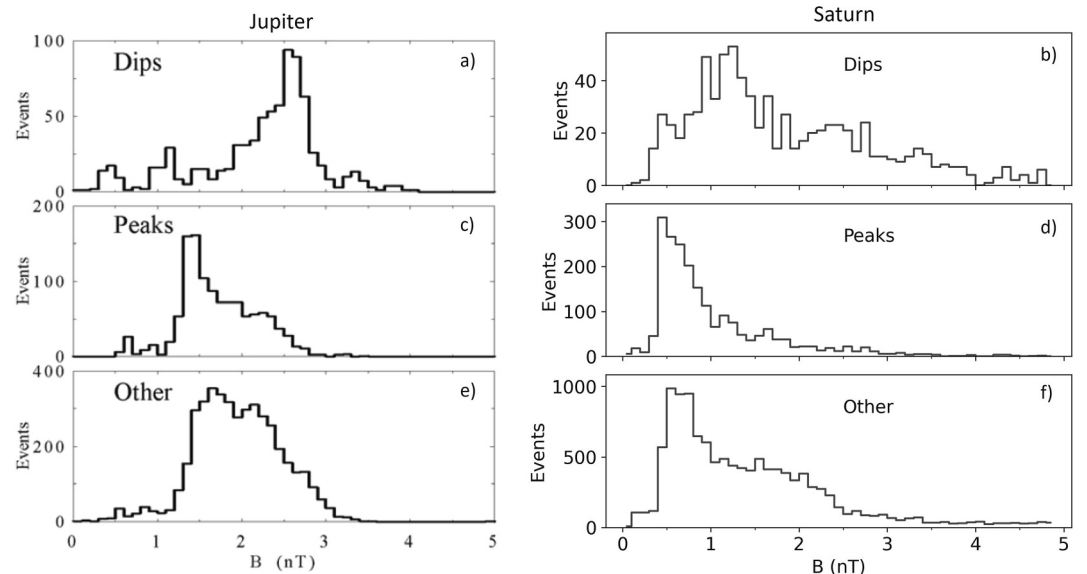 Jupiter
Saturn
100
50
0
Events
Dips
a)
40
20
0
Events
Dips
b)
200
100
0
Events
Peaks
c)
300
200
100
0
Events
Peaks
d)
400
200
0
Events
Other
e)
0 1 2 3 4 5
B (nT)
1000
500
0
Events
Other
f)
0 1 2 3 4 5
B (nT)